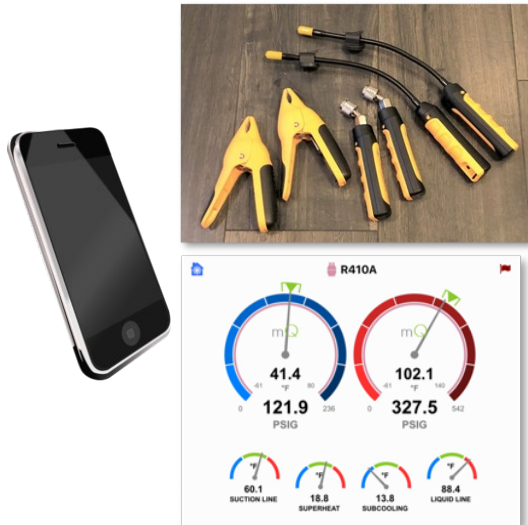 R410A
mQ
mQ
41.4
102.1
-61 °F 80
-61 °F 140
0 121.9 236
0 327.5 542
PSIG
PSIG
°F
°F
°F
°F
60.1
18.8
13.8
88.4
SUCTION LINE
SUPERHEAT
SUBCOOLING
LIQUID LINE